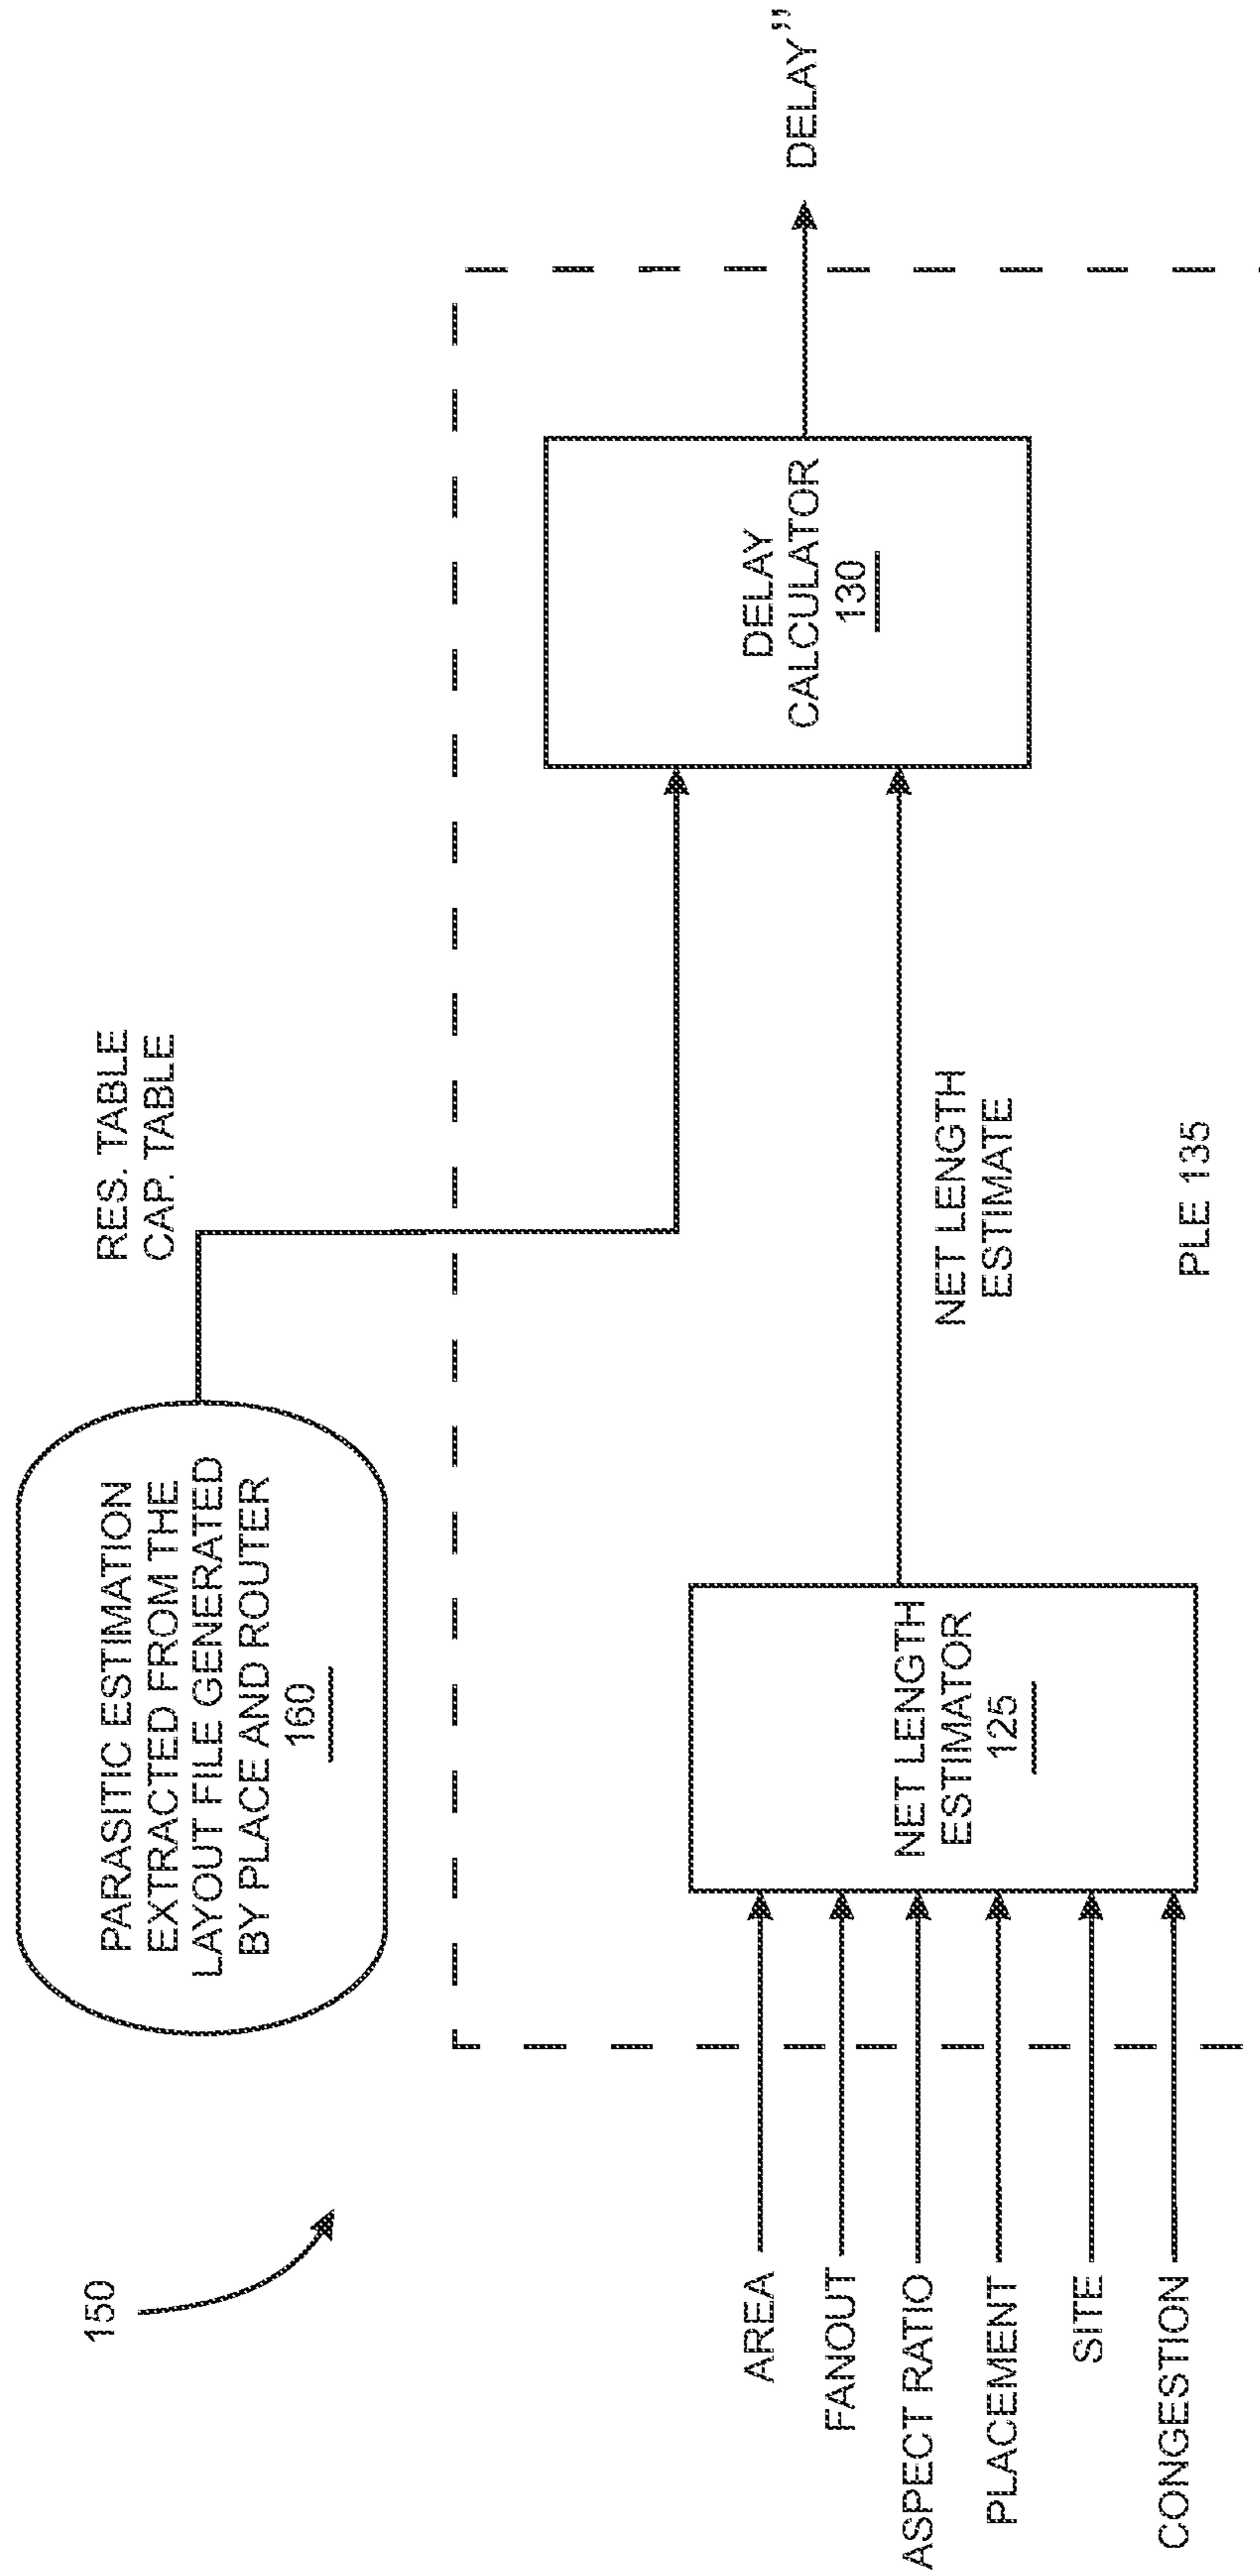 150
PARASITIC ESTIMATION
EXTRACTED FROM THE
LAYOUT FILE GENERATED
BY PLACE AND ROUTER
160
RES. TABLE
CAP. TABLE
AREA
FANOUT
ASPECT RATIO
PLACEMENT
SITE
CONGESTION
NET LENGTH
ESTIMATOR
125
NET LENGTH
ESTIMATE
DELAY
CALCULATOR
130
DELAY”
PLE 135